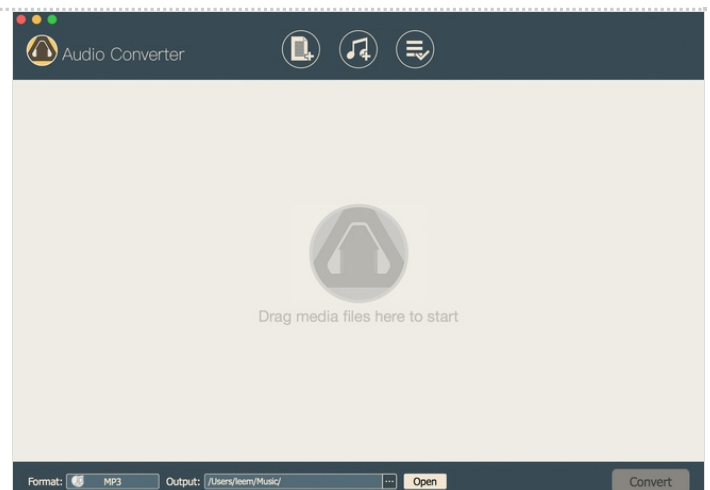 Audio Converter
Drag media files here to start
Format: MP3 Output: /Users/leem/Music/ ... Open Convert